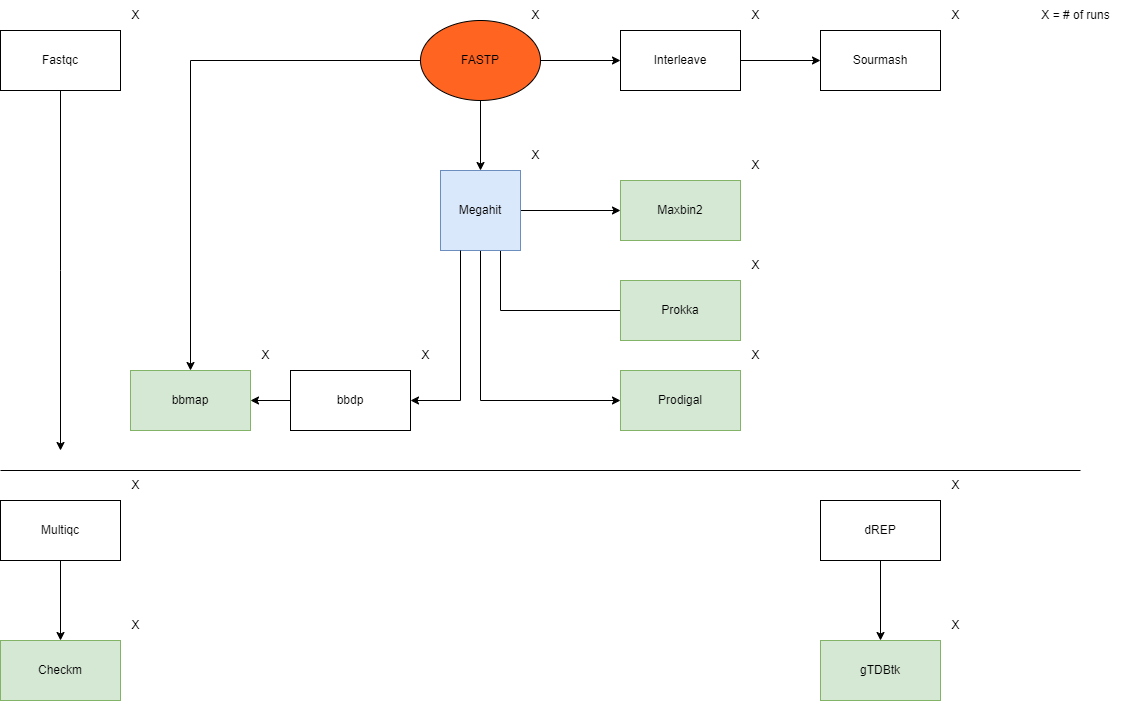 X
X
X
X
X = # of runs
Fastqc
FASTP
Interleave
Sourmash
X
X
Megahit
Maxbin2
X
Prokka
X
X
X
bbmap
bbdp
Prodigal
X
X
Multiqc
dREP
X
X
Checkm
gTDBtk